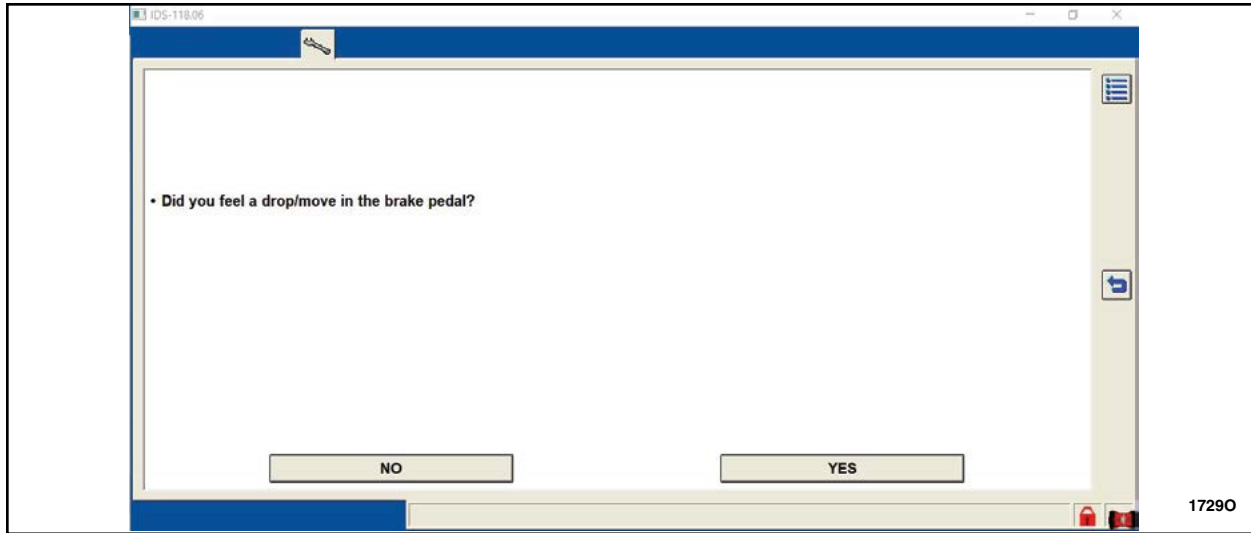 IDS-118.06
• Did you feel a drop/move in the brake pedal?
NO YES
1729O